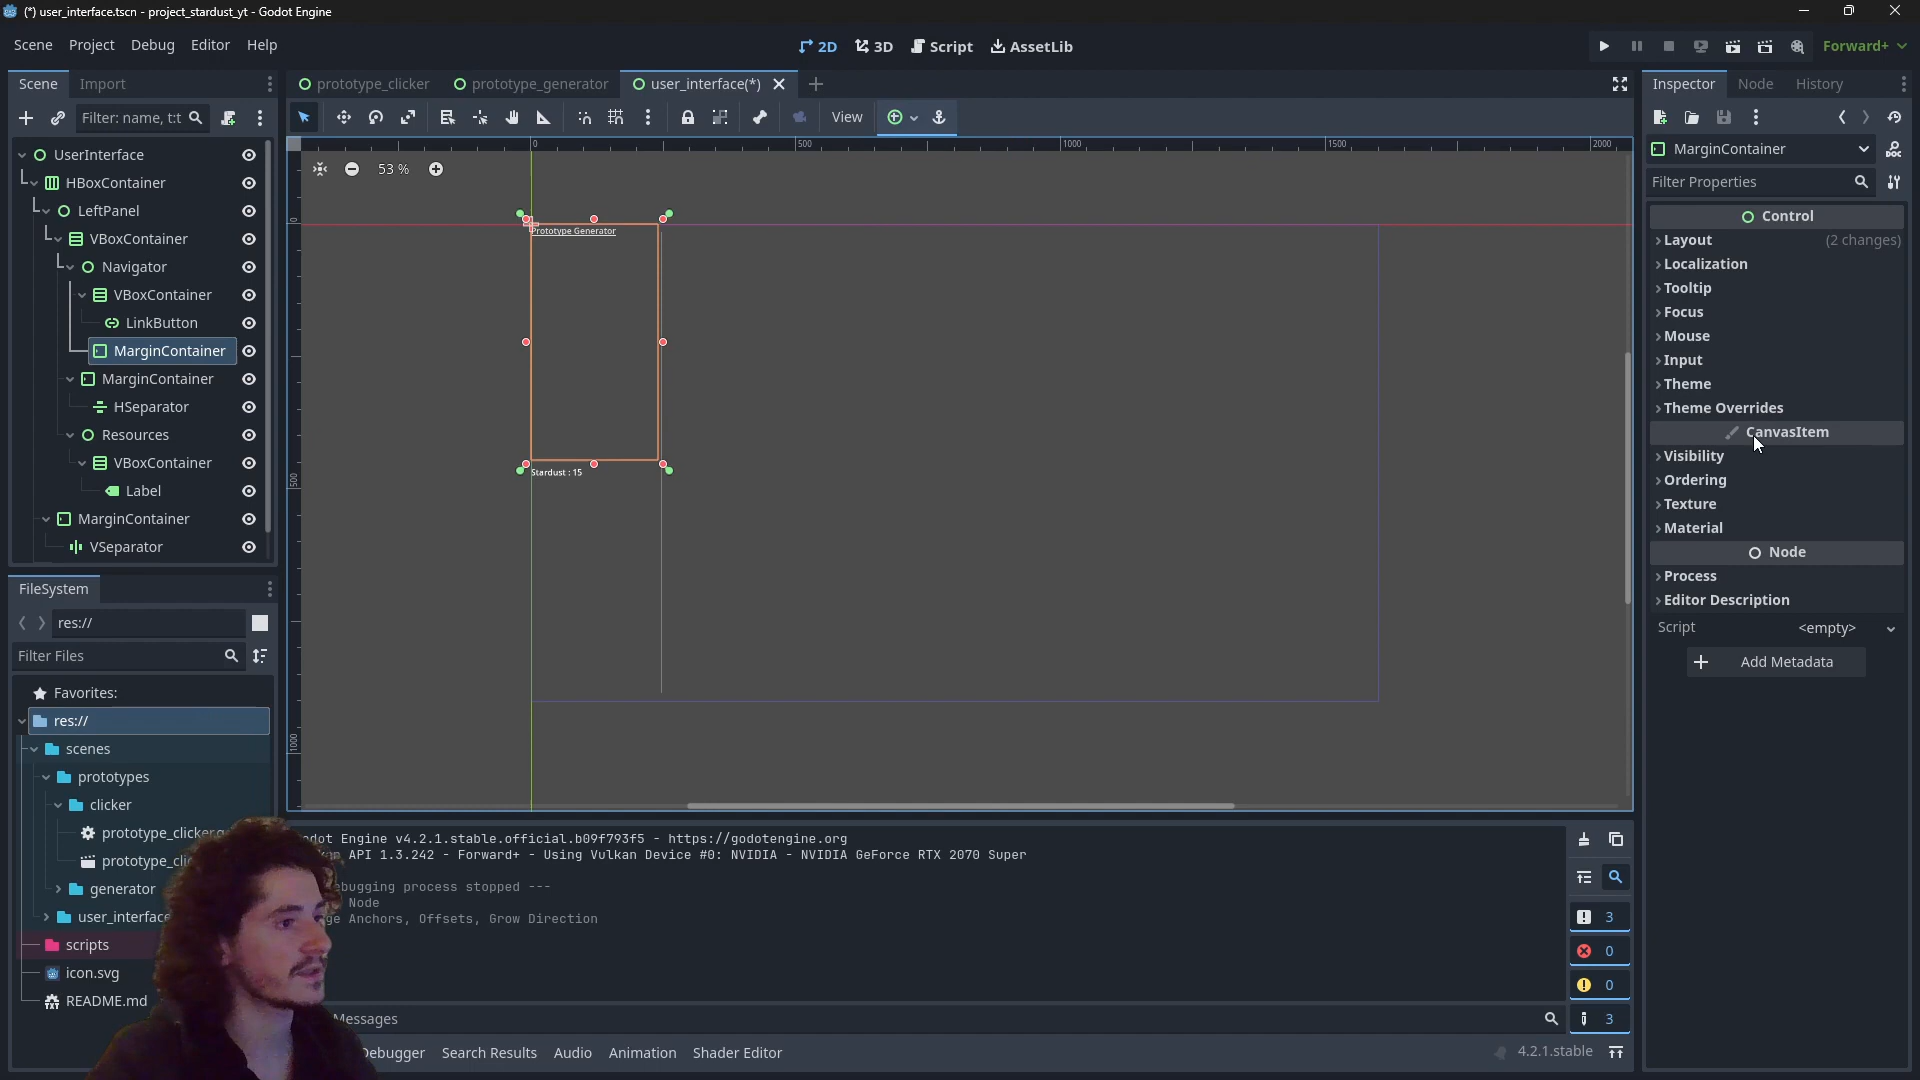 (*) user_interface.tscn - project_stardust_yt - Godot Engine
Scene Project Debug Editor Help
2D 3D Script AssetLib
Forward+
Scene Import
Filter: name, t:t
UserInterface
HBoxContainer
LeftPanel
VBoxContainer
Navigator
VBoxContainer
LinkButton
MarginContainer
MarginContainer
HSeparator
Resources
VBoxContainer
Label
MarginContainer
VSeparator
FileSystem
res://
Filter Files
Favorites:
res://
scenes
prototypes
clicker
generator
scripts
icon.svg
README.md
prototype_clicker prototype_generator user_interface(*)
View
0 500 1000 1500 2000
53 %
0
500
1000
Prototype Generator
Stardust : 15
API 1.3.242 - Forward+ - Using Vulkan Device #0: NVIDIA - NVIDIA GeForce RTX 2070 Super
Engine v4.2.1.stable.official.b09f793f5 - https://godotengine.org
process stopped ---
Node
Anchors, Offsets, Grow Direction
Messages
3
0
0
3
Debugger Search Results Audio Animation Shader Editor
4.2.1.stable
Inspector Node History
MarginContainer
Filter Properties
Control
Layout (2 changes)
Localization
Tooltip
Focus
Mouse
Input
Theme
Theme Overrides
CanvasItem
Visibility
Ordering
Texture
Material
Node
Process
Editor Description
Script <empty>
Add Metadata